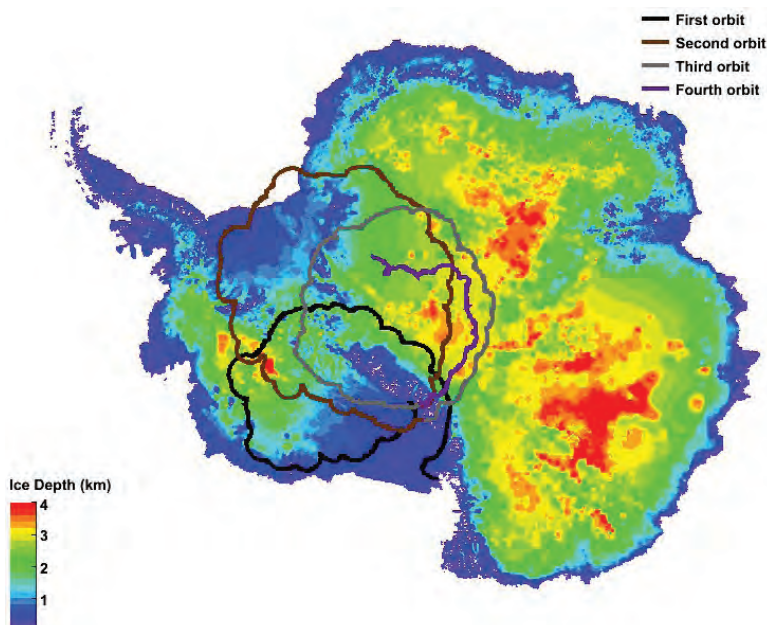 First orbit
Second orbit
Third orbit
Fourth orbit
Ice Depth (km)
4
3
2
1